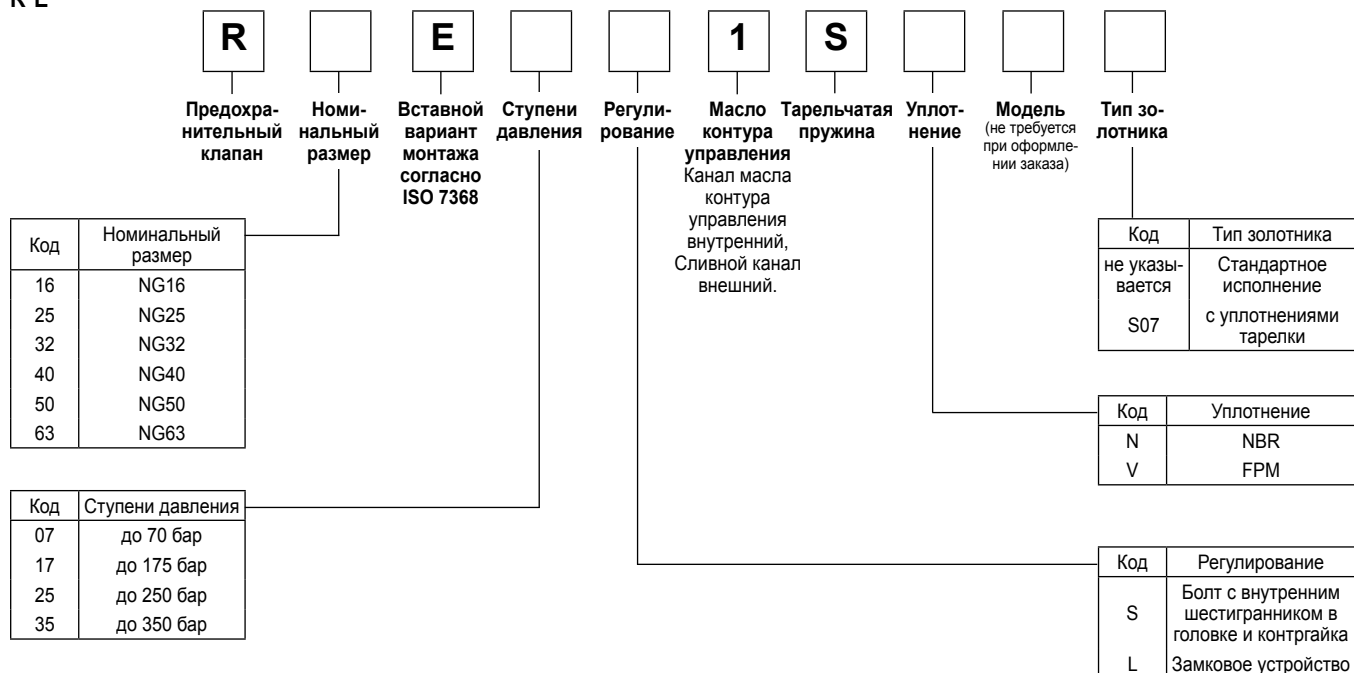 R E
R E 1 S
Предохра-
нительный
клапан
Номи-
нальный
размер
Вставной
вариант
монтажа
согласно
ISO 7368
Ступени
давления
Регули-
рование
Масло
контура
управления
Канал масла
контура
управления
внутренний,
Сливной канал
внешний.
Тарельчатая
пружина
Уплот-
нение
Модель
(не требуется
при оформле-
нии заказа)
Тип зо-
лотника
Код Номинальный
размер
16 NG16
25 NG25
32 NG32
40 NG40
50 NG50
63 NG63
Код Ступени давления
07 до 70 бар
17 до 175 бар
25 до 250 бар
35 до 350 бар
Код Тип золотника
не указы-
вается
Стандартное
исполнение
S07 с уплотнениями
тарелки
Код Уплотнение
N NBR
V FPM
Код Регулирование
S Болт с внутренним
шестигранником в
головке и контргайка
L Замковое устройство